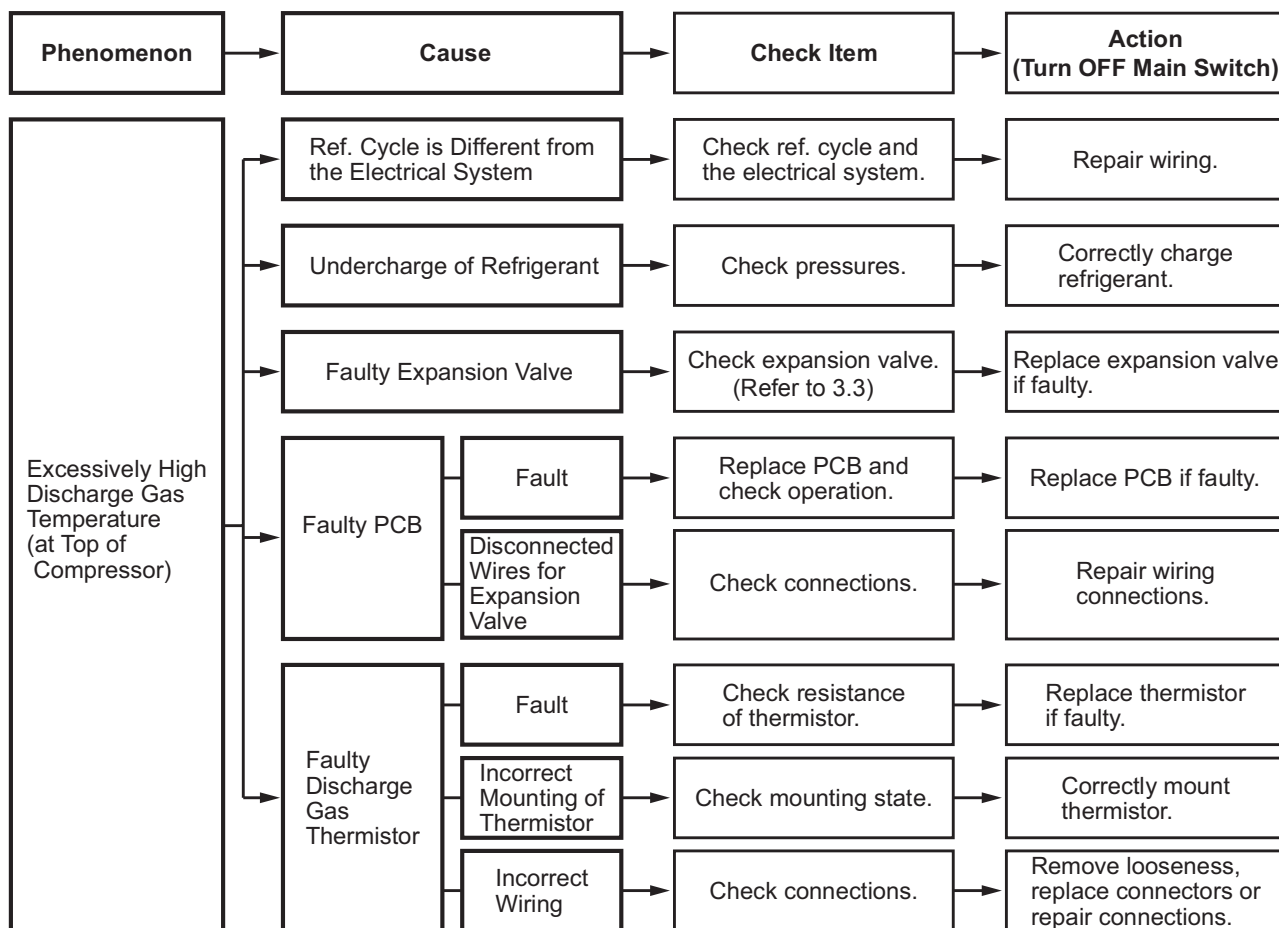 Phenomenon
Cause
Check Item
Action
(Turn OFF Main Switch)
Excessively High
Discharge Gas
Temperature
(at Top of
Compressor)
Ref. Cycle is Different from
the Electrical System
Check ref. cycle and
the electrical system.
Repair wiring.
Undercharge of Refrigerant
Check pressures.
Correctly charge
refrigerant.
Faulty Expansion Valve
Check expansion valve.
(Refer to 3.3)
Replace expansion valve
if faulty.
Faulty PCB
Fault
Replace PCB and
check operation.
Replace PCB if faulty.
Disconnected
Wires for
Expansion
Valve
Check connections.
Repair wiring
connections.
Faulty
Discharge
Gas
Thermistor
Fault
Check resistance
of thermistor.
Replace thermistor
if faulty.
Incorrect
Mounting of
Thermistor
Check mounting state.
Correctly mount
thermistor.
Incorrect
Wiring
Check connections.
Remove looseness,
replace connectors or
repair connections.